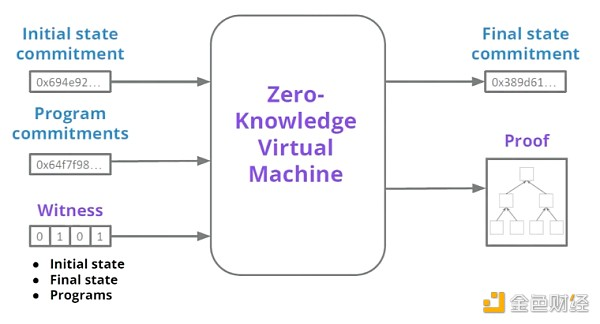 Initial state
commitment
0x694e92...
Program
commitments
0x64f7f98...
Witness
0 1 0 1
• Initial state
• Final state
• Programs
Zero-
Knowledge
Virtual
Machine
Final state
commitment
0x389d61...
Proof
金色财经